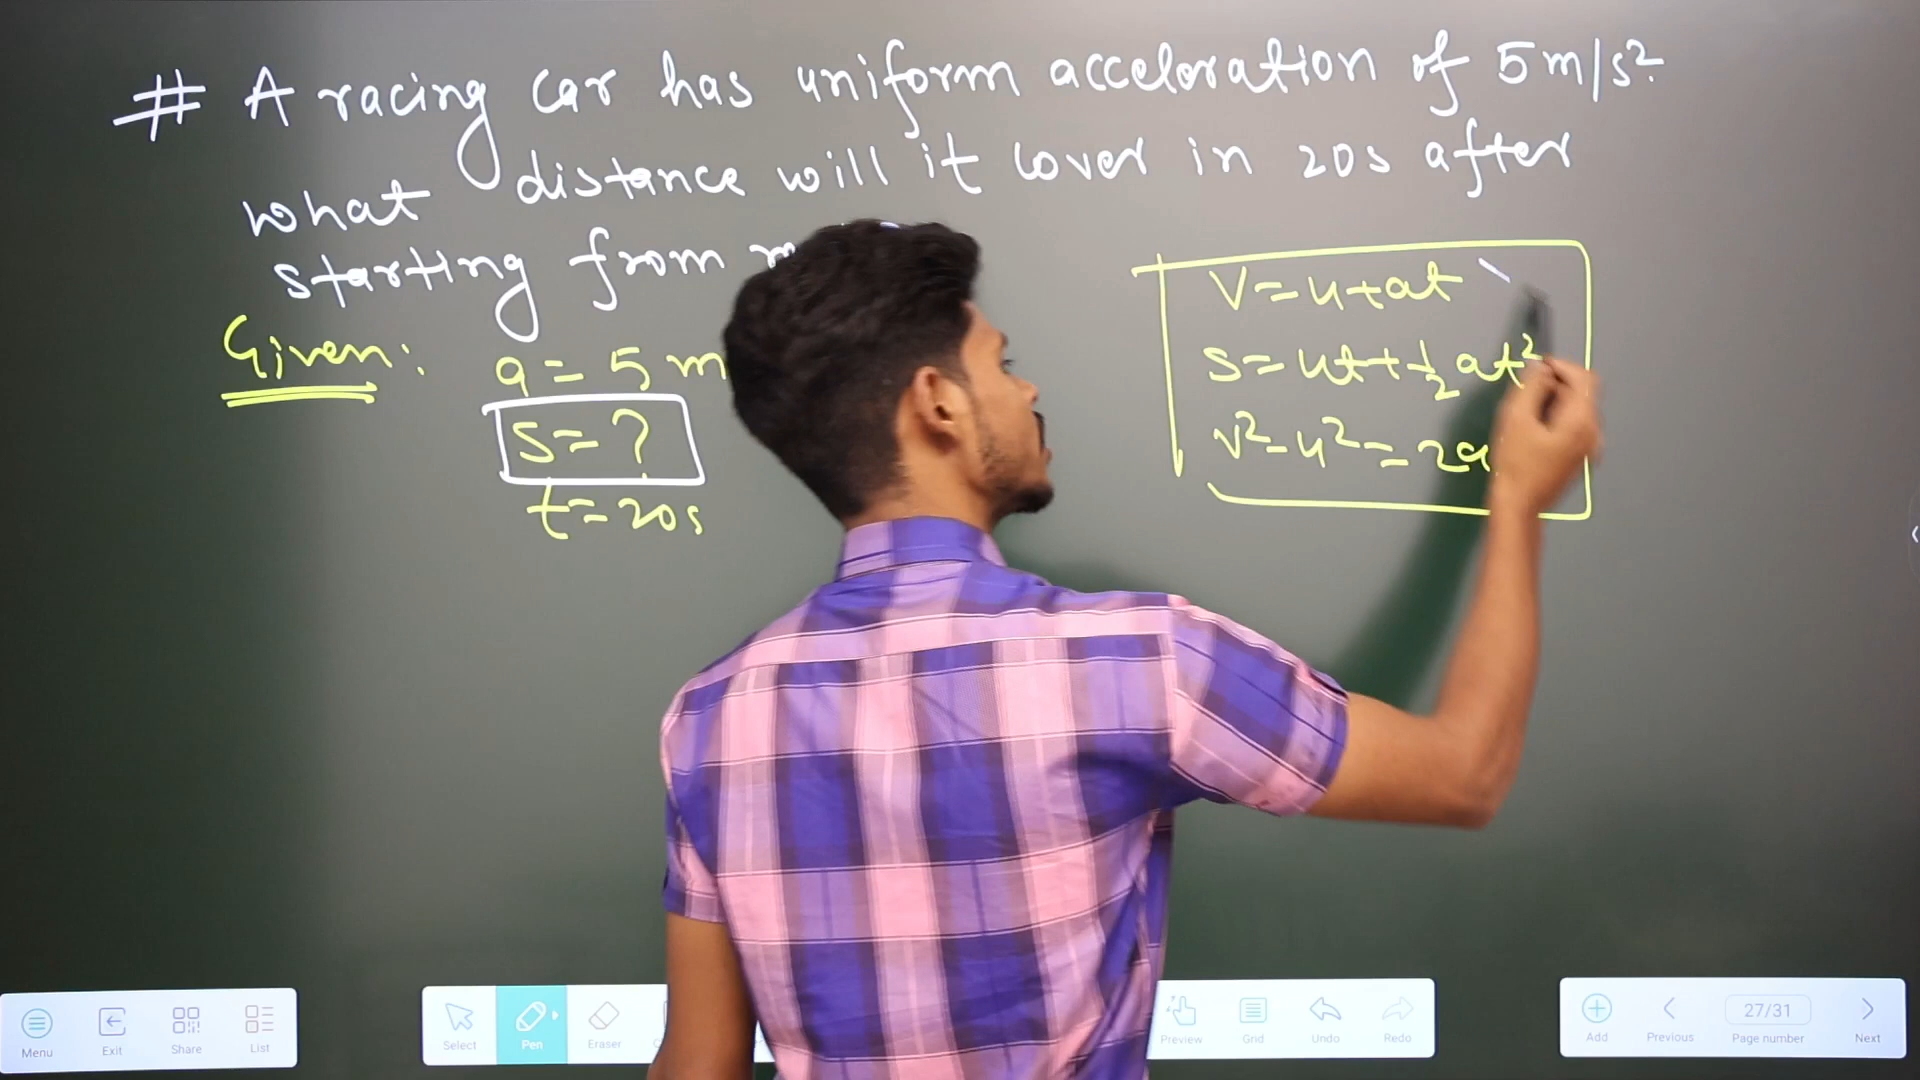 # A racing car has uniform acceleration of 5m/s².
what distance will it cover in 20s after
starting from
Given: a = 5 m
s = ?
t = 20s
V = u + at
s = ut + 1/2 at²
v² - u² = 2a
Menu
Exit
Share
List
Select
Pen
Eraser
Preview
Grid
Undo
Redo
Add
Previous
27/31
Page number
Next